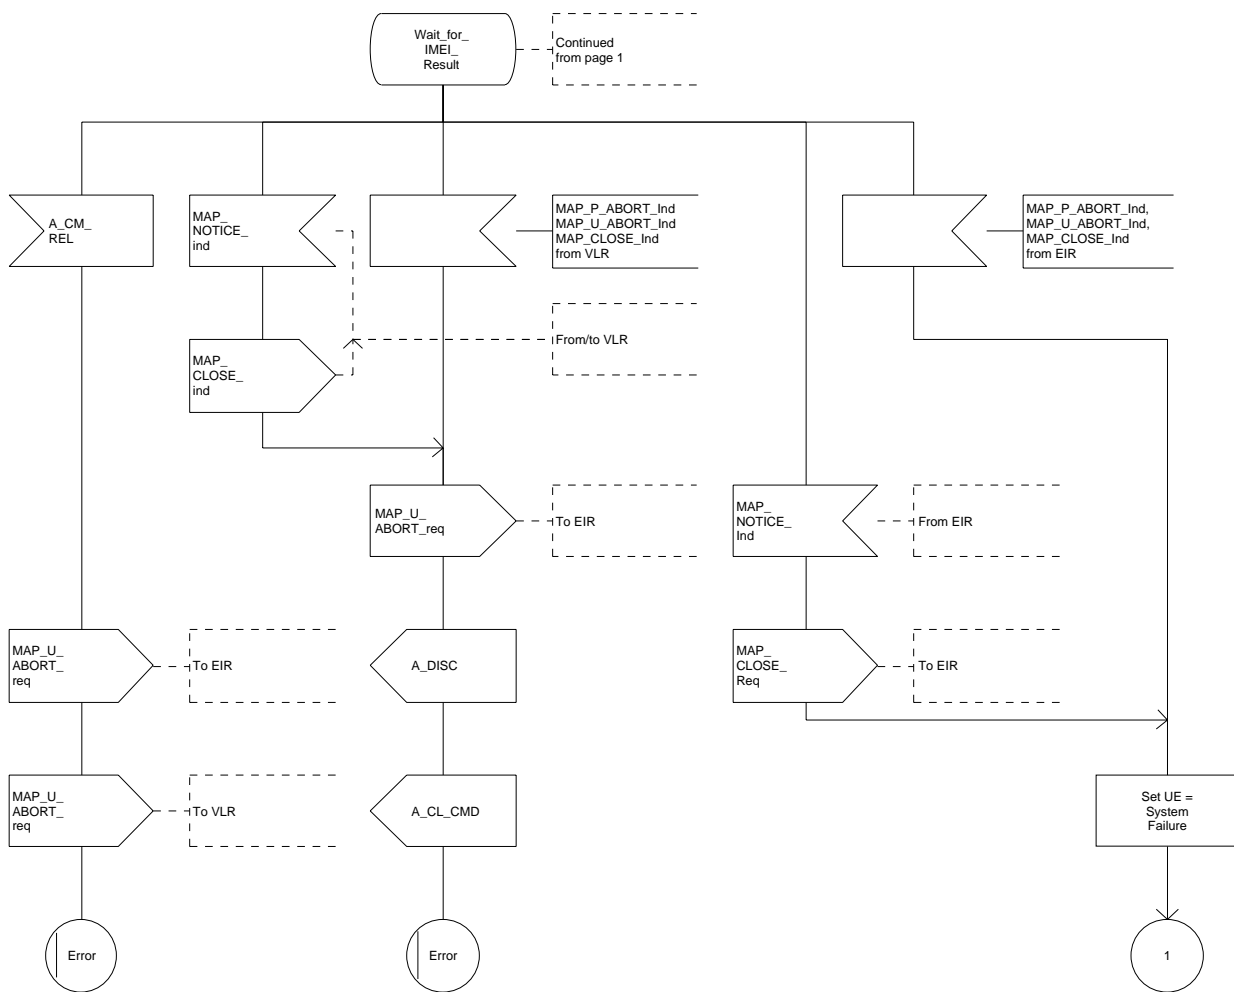 Wait_for_
IMEI_
Result
Continued
from page 1
A_CM_
REL
MAP_
NOTICE_
ind
MAP_P_ABORT_Ind
MAP_U_ABORT_Ind
MAP_CLOSE_Ind
from VLR
MAP_P_ABORT_Ind,
MAP_U_ABORT_Ind,
MAP_CLOSE_Ind
from EIR
MAP_
CLOSE_
ind
From/to VLR
MAP_U_
ABORT_req
To EIR
MAP_
NOTICE_
Ind
From EIR
MAP_U_
ABORT_
req
To EIR
A_DISC
MAP_
CLOSE_
Req
To EIR
MAP_U_
ABORT_
req
To VLR
A_CL_CMD
Set UE =
System
Failure
Error
Error
1